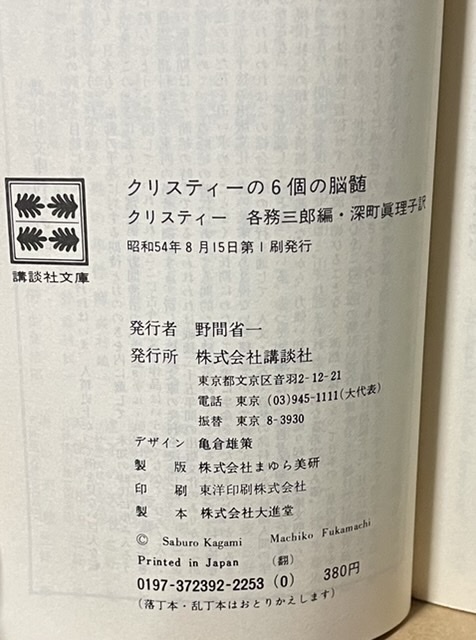 クリスティーの6個の脳髄
クリスティー 各務三郎編・深町眞理子訳
昭和54年8月15日第1刷発行
講談社文庫
発行者 野間省一
発行所 株式会社講談社
東京都文京区音羽2-12-21
電話 東京 (03)945-1111(大代表)
振替 東京 8-3930
デザイン 亀倉雄策
製版 株式会社まゆら美研
印刷 東洋印刷株式会社
製本 株式会社大進堂
© Saburo Kagami Machiko Fukamachi
Printed in Japan (翻)
0197-372392-2253 (0) 380円
(落丁本・乱丁本はおとりかえします)